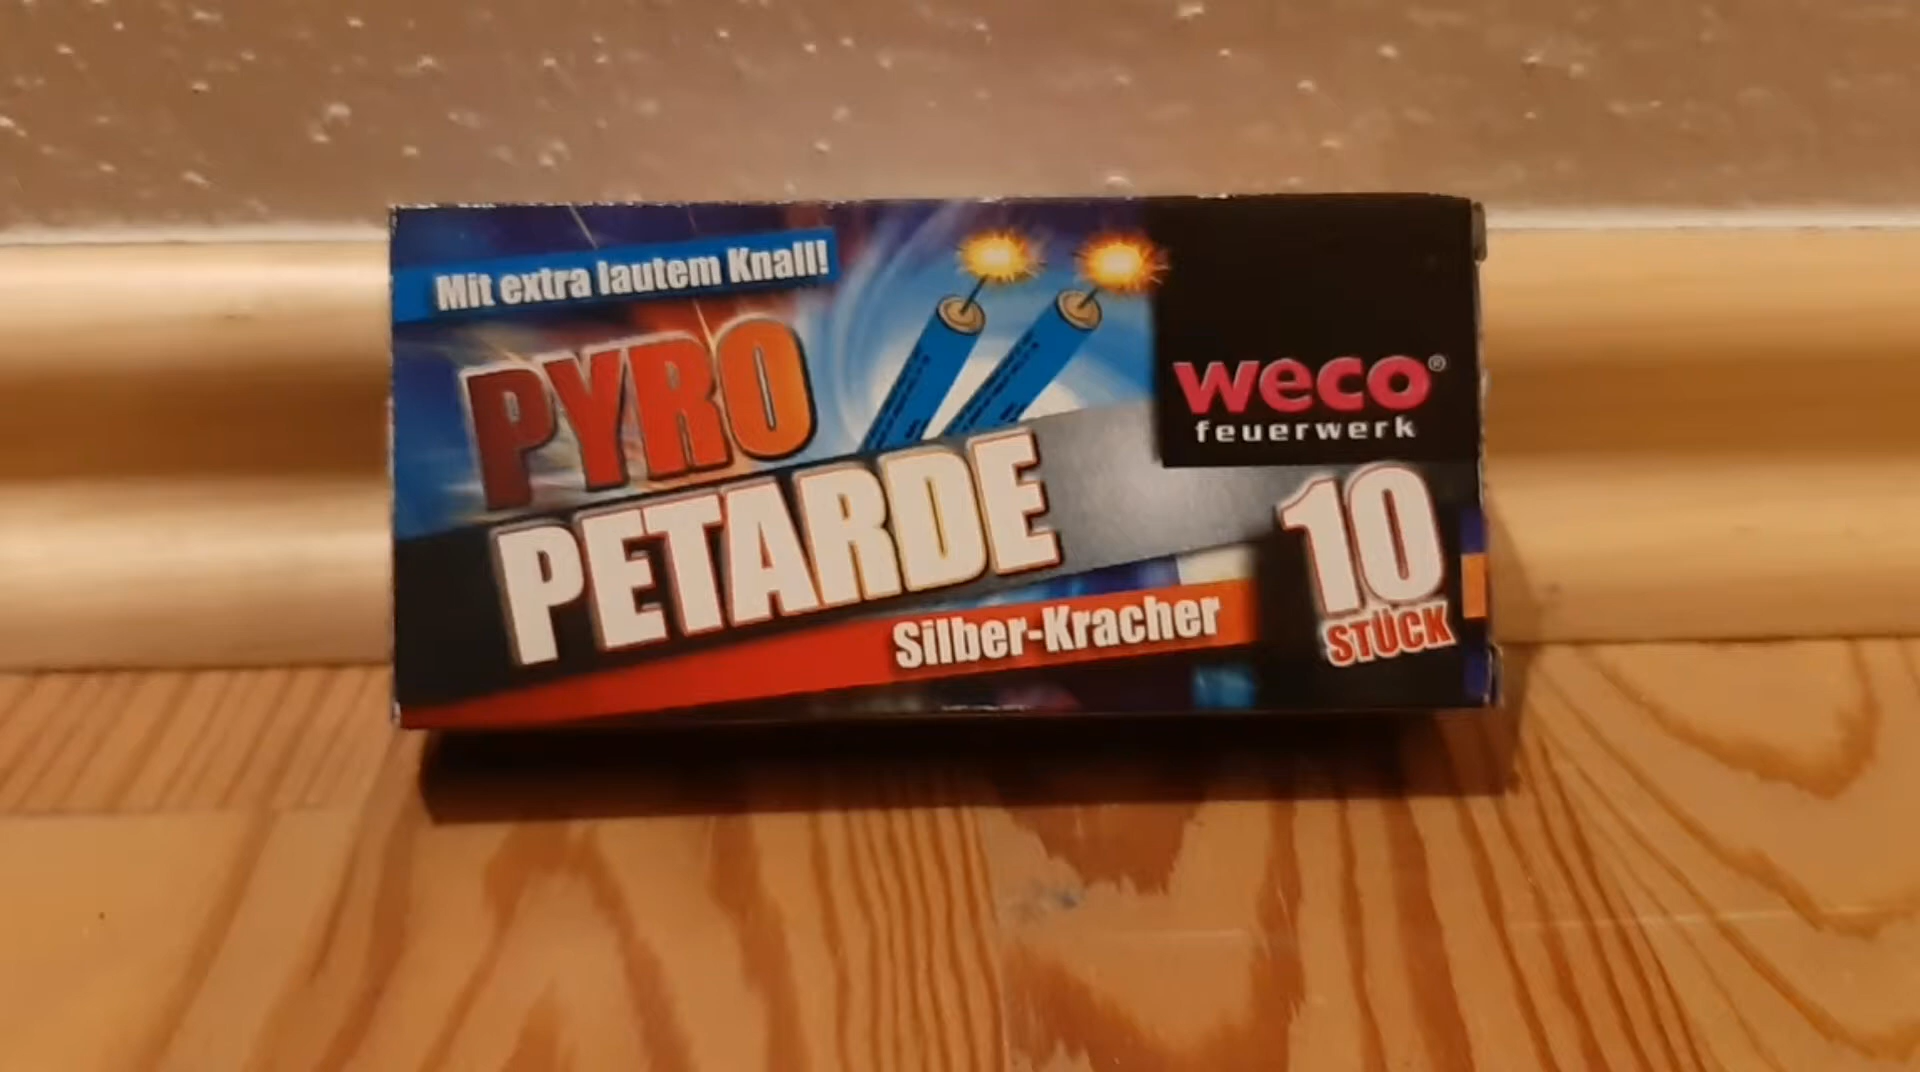 Mit extra lautem Knall!
PYRO
PETARDE
Silber-Kracher
weco®
feuerwerk
10
STÜCK